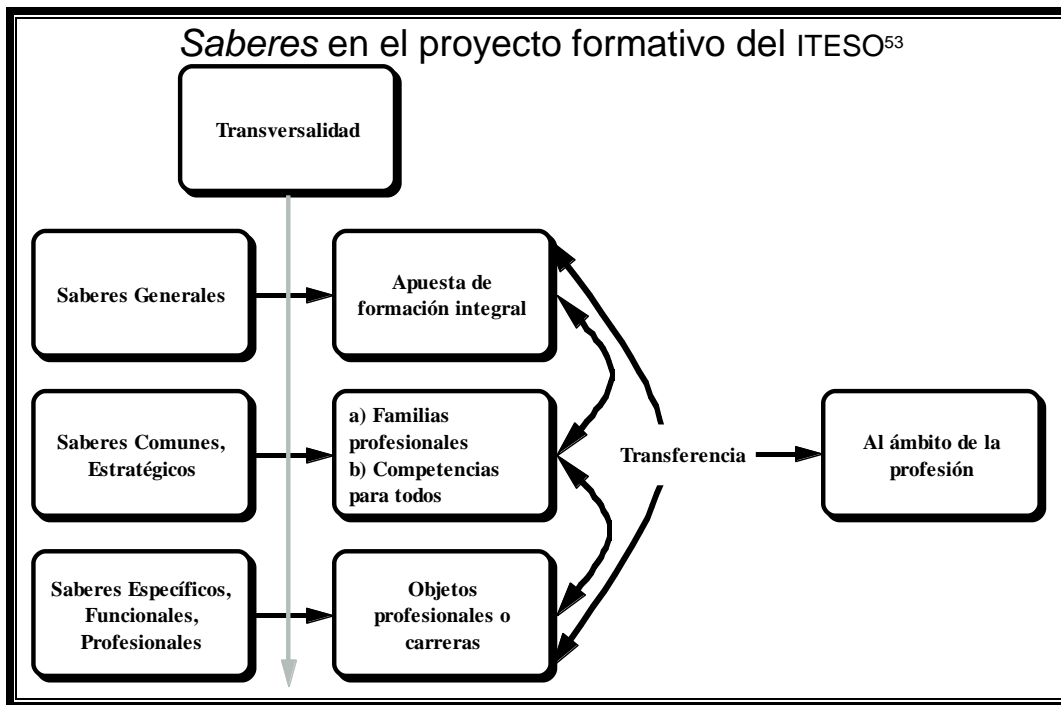 Saberes en el proyecto formativo del ITESO53
Transversalidad
Saberes Generales
Apuesta de
formación integral
Saberes Comunes,
Estratégicos
a) Familias
profesionales
b) Competencias
para todos
Transferencia
Al ámbito de la
profesión
Saberes Específicos,
Funcionales,
Profesionales
Objetos
profesionales o
carreras